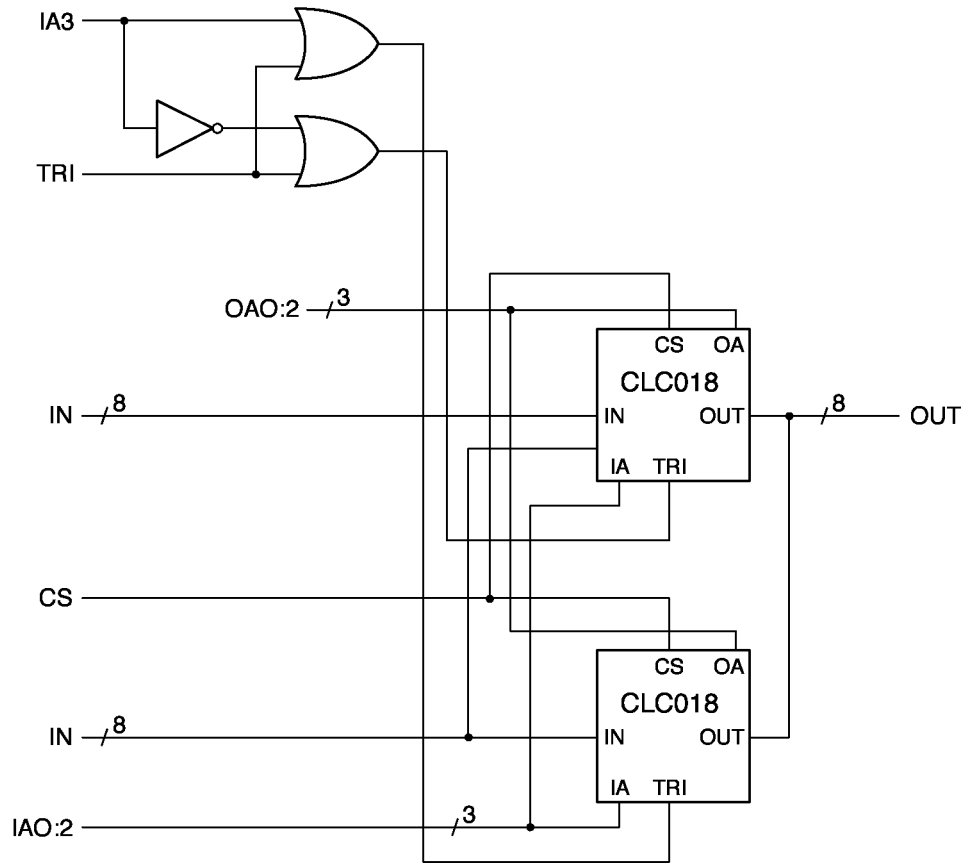 IA3
TRI
OAO:2
3
CS
OA
CLC018
IN
8
IN
OUT
8
OUT
IA
TRI
CS
CS
OA
CLC018
IN
8
IN
OUT
IA
TRI
IAO:2
3